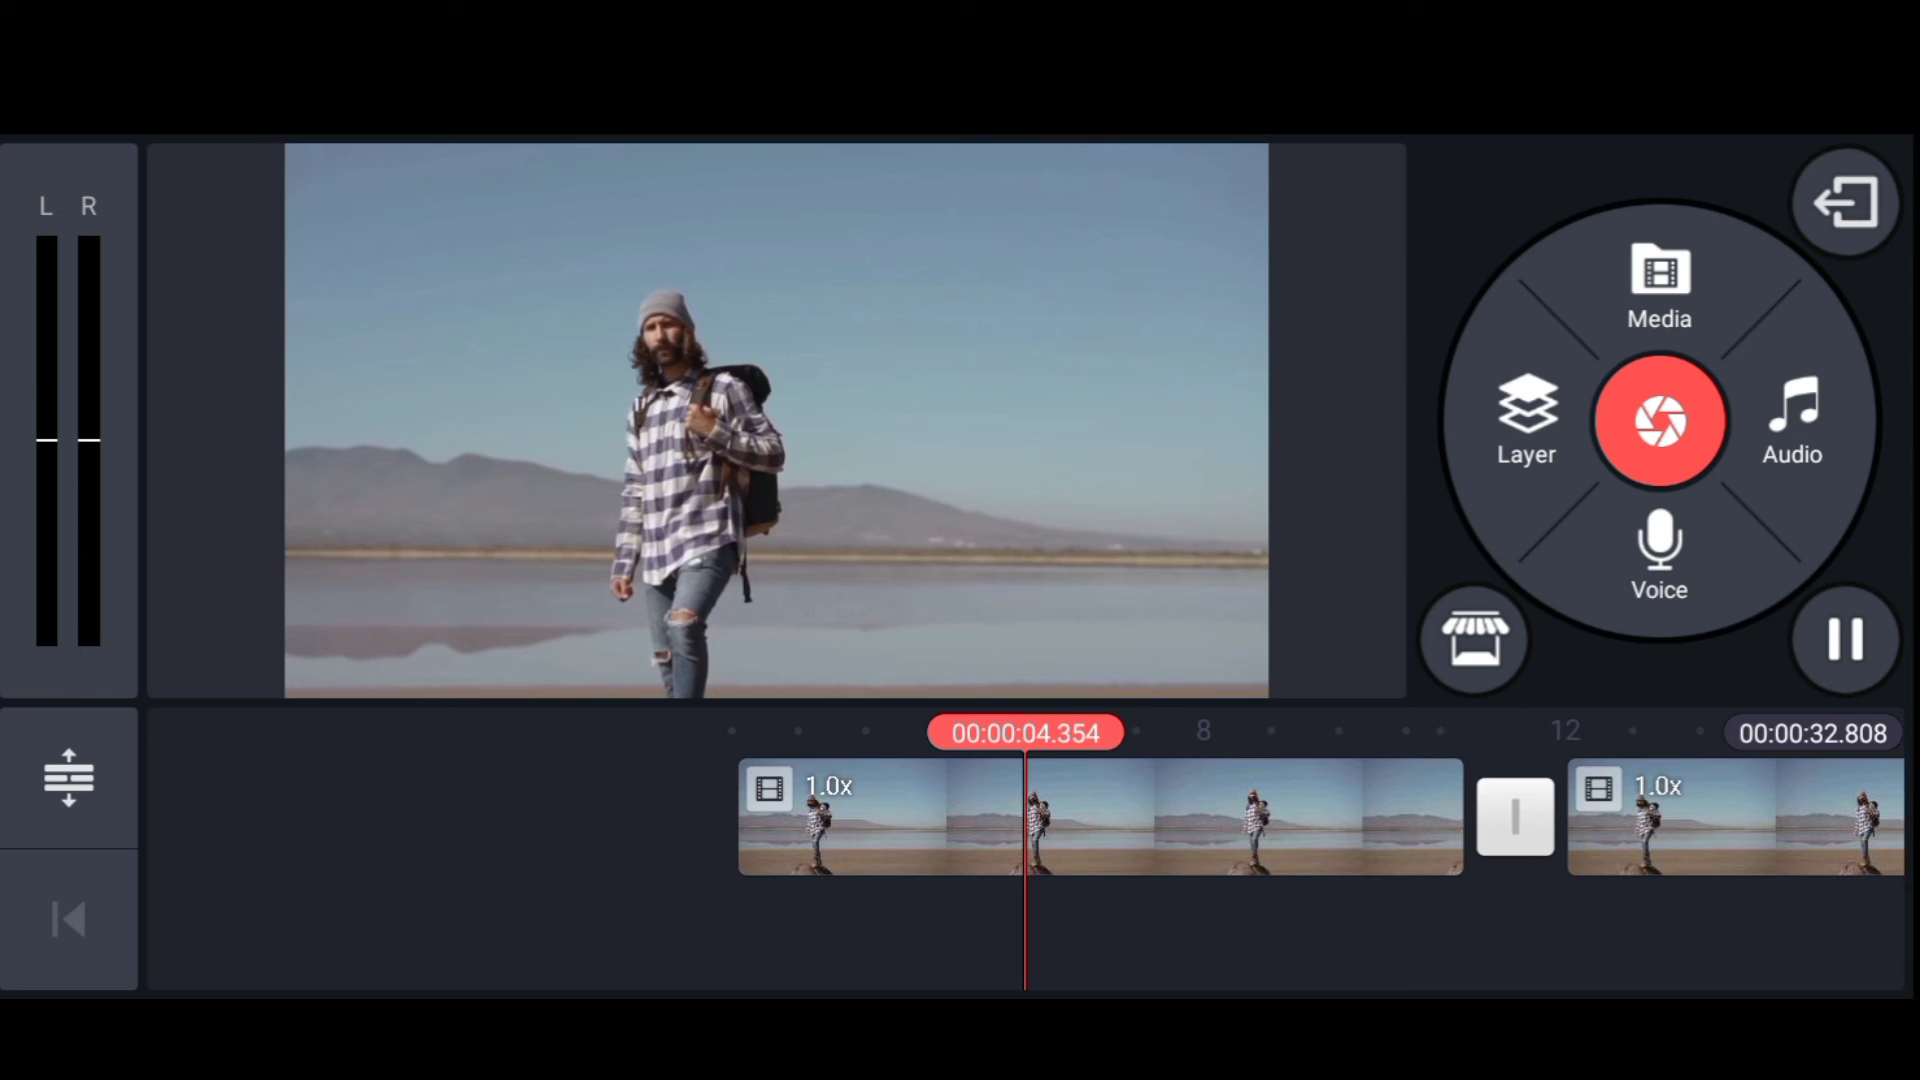 L R
Media
Layer
Audio
Voice
00:00:04.354
8
12
00:00:32.808
1.0x
1.0x